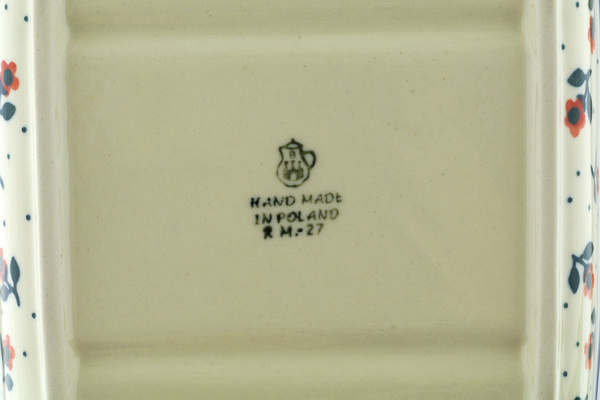 HAND MADE
IN POLAND
R M.-27